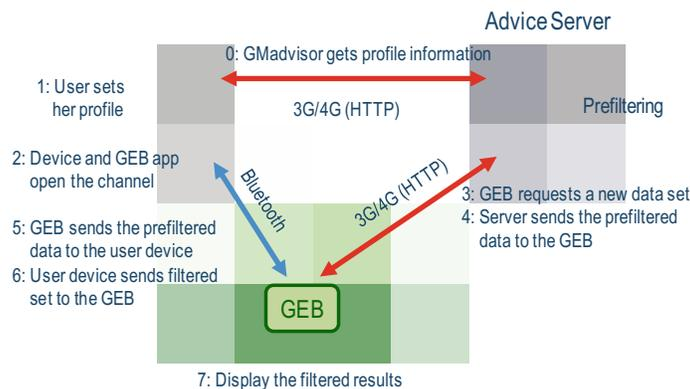 Advice Server
0: GMadvisor gets profile information
1: User sets
her profile
3G/4G (HTTP)
Prefiltering
2: Device and GEB app
open the channel
Bluetooth
3G/4G (HTTP)
3: GEB requests a new data set
4: Server sends the prefiltered
data to the GEB
5: GEB sends the prefiltered
data to the user device
6: User device sends filtered
set to the GEB
GEB
7: Display the filtered results